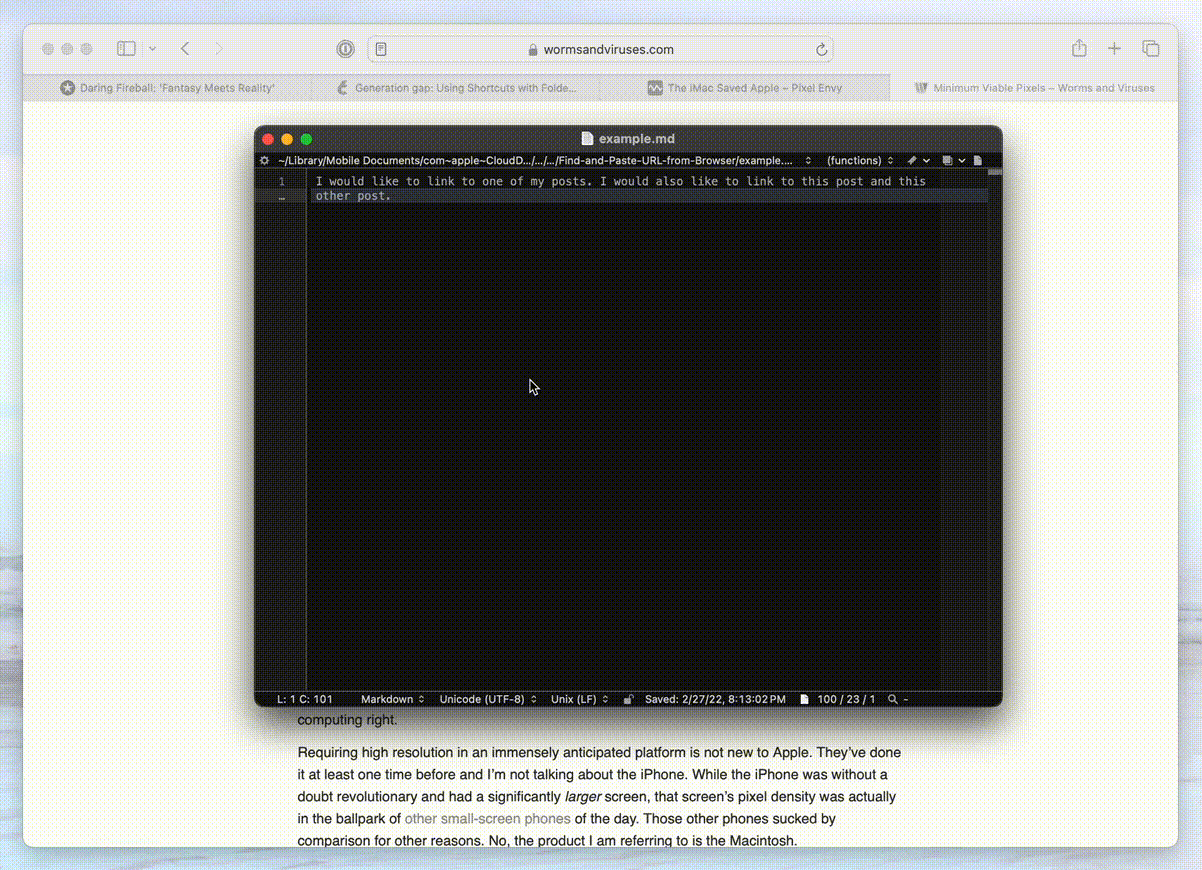 wormsandviruses.com
Daring Fireball: 'Fantasy Meets Reality'
Generation gap: Using Shortcuts with Folde...
The iMac Saved Apple – Pixel Envy
Minimum Viable Pixels – Worms and Viruses
example.md
~/Library/Mobile Documents/com~apple~CloudD.../.../.../Find-and-Paste-URL-from-Browser/example.... (functions)
1 I would like to link to one of my posts. I would also like to link to this post and this
… other post.
L: 1 C: 101 Markdown Unicode (UTF-8) Unix (LF) Saved: 2/27/22, 8:13:02 PM 100 / 23 / 1 -
computing right.
Requiring high resolution in an immensely anticipated platform is not new to Apple. They’ve done
it at least one time before and I’m not talking about the iPhone. While the iPhone was without a
doubt revolutionary and had a significantly larger screen, that screen’s pixel density was actually
in the ballpark of other small-screen phones of the day. Those other phones sucked by
comparison for other reasons. No, the product I am referring to is the Macintosh.